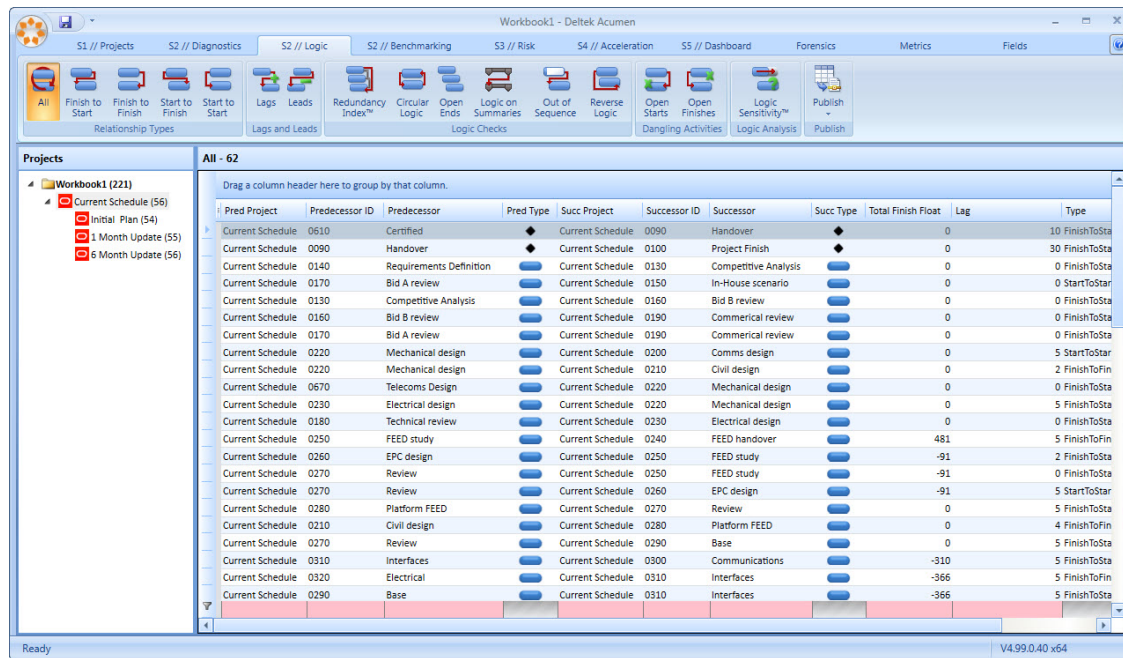 Workbook1 - Deltek Acumen
S1 // Projects S2 // Diagnostics S2 // Logic S2 // Benchmarking S3 // Risk S4 // Acceleration S5 // Dashboard Forensics Metrics Fields
All Finish to Start Finish to Finish Start to Finish Start to Start Lags Leads Redundancy Index™ Circular Logic Open Ends Logic on Summaries Out of Sequence Reverse Logic Open Starts Open Finishes Logic Sensitivity™ Publish
Relationship Types Lags and Leads Logic Checks Dangling Activities Logic Analysis Publish
Projects
Workbook1 (221)
Current Schedule (56)
Initial Plan (54)
1 Month Update (55)
6 Month Update (56)
All - 62
Drag a column header here to group by that column.
Pred Project Predecessor ID Predecessor Pred Type Succ Project Successor ID Successor Succ Type Total Finish Float Lag Type
Current Schedule 0610 Certified Current Schedule 0090 Handover 0 10 FinishToSta
Current Schedule 0090 Handover Current Schedule 0100 Project Finish 0 30 FinishToSta
Current Schedule 0140 Requirements Definition Current Schedule 0130 Competitive Analysis 0 0 FinishToSta
Current Schedule 0170 Bid A review Current Schedule 0150 In-House scenario 0 0 StartToStar
Current Schedule 0130 Competitive Analysis Current Schedule 0160 Bid B review 0 0 FinishToSta
Current Schedule 0160 Bid B review Current Schedule 0190 Commerical review 0 0 FinishToSta
Current Schedule 0170 Bid A review Current Schedule 0190 Commerical review 0 0 FinishToSta
Current Schedule 0220 Mechanical design Current Schedule 0200 Comms design 0 5 StartToStar
Current Schedule 0220 Mechanical design Current Schedule 0210 Civil design 0 2 FinishToFin
Current Schedule 0670 Telecoms Design Current Schedule 0220 Mechanical design 0 0 FinishToSta
Current Schedule 0230 Electrical design Current Schedule 0220 Mechanical design 0 5 FinishToSta
Current Schedule 0180 Technical review Current Schedule 0230 Electrical design 0 0 FinishToSta
Current Schedule 0250 FEED study Current Schedule 0240 FEED handover 481 5 FinishToFin
Current Schedule 0260 EPC design Current Schedule 0250 FEED study -91 2 FinishToSta
Current Schedule 0270 Review Current Schedule 0250 FEED study -91 0 FinishToSta
Current Schedule 0270 Review Current Schedule 0260 EPC design -91 5 StartToStar
Current Schedule 0280 Platform FEED Current Schedule 0270 Review 0 5 FinishToSta
Current Schedule 0210 Civil design Current Schedule 0280 Platform FEED 0 4 FinishToFin
Current Schedule 0270 Review Current Schedule 0290 Base 0 5 FinishToSta
Current Schedule 0310 Interfaces Current Schedule 0300 Communications -310 5 FinishToSta
Current Schedule 0320 Electrical Current Schedule 0310 Interfaces -366 5 FinishToFin
Current Schedule 0290 Base Current Schedule 0310 Interfaces -366 5 FinishToSta
Ready V4.99.0.40 x64